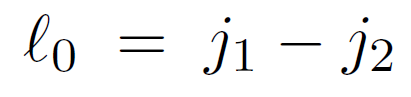 ℓ₀ = j₁ − j₂